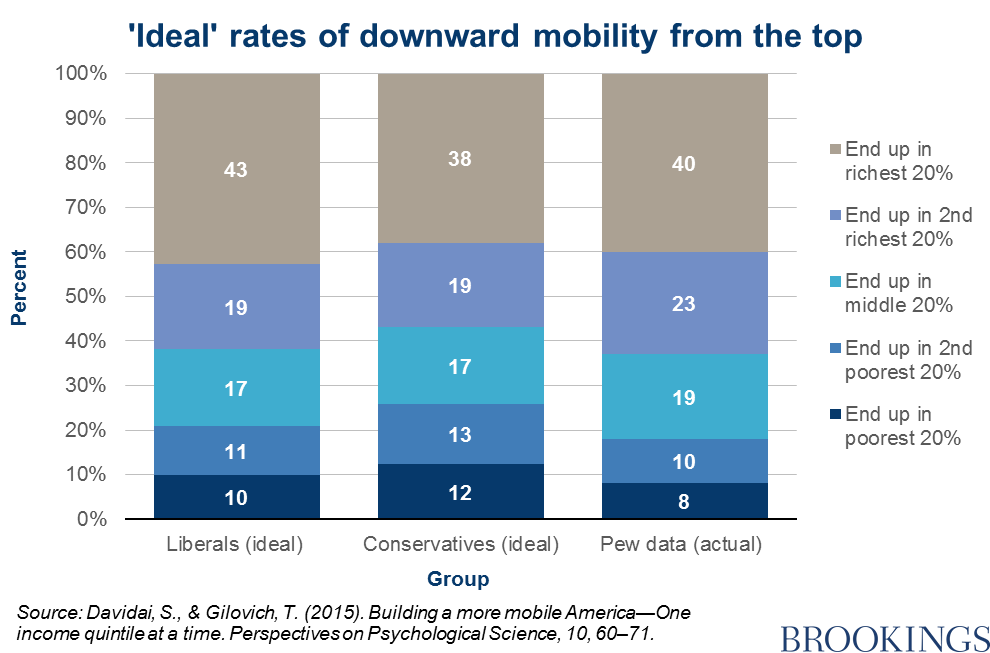 'Ideal' rates of downward mobility from the top
100%
90%
80%
70%
60%
50%
40%
30%
20%
10%
0%
Percent
43
19
17
11
10
38
19
17
13
12
40
23
19
10
8
Liberals (ideal)
Conservatives (ideal)
Pew data (actual)
Group
End up in
richest 20%
End up in 2nd
richest 20%
End up in
middle 20%
End up in 2nd
poorest 20%
End up in
poorest 20%
Source: Davidai, S., & Gilovich, T. (2015). Building a more mobile America—One
income quintile at a time. Perspectives on Psychological Science, 10, 60–71.
BROOKINGS